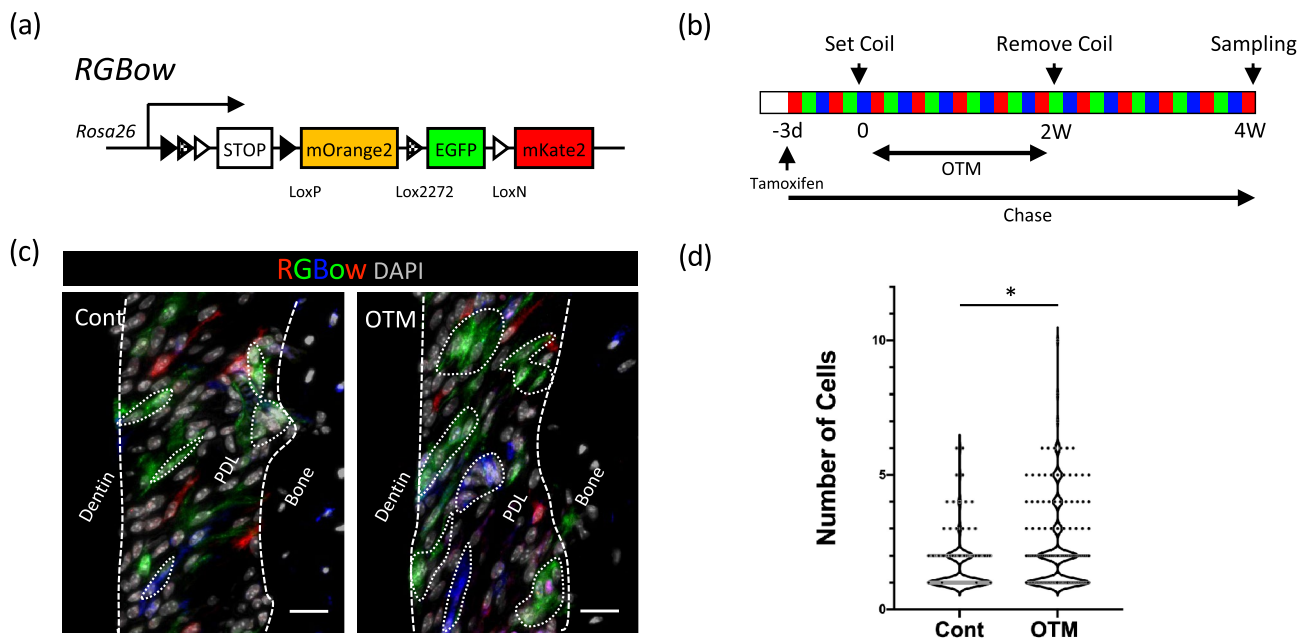 (a)
RGBow
Rosa26
STOP
mOrange2
EGFP
mKate2
LoxP
Lox2272
LoxN
(b)
Set Coil
Remove Coil
Sampling
-3d
0
2W
4W
Tamoxifen
OTM
Chase
(c)
RGBow DAPI
Cont
Dentin
PDL
Bone
OTM
Dentin
PDL
Bone
(d)
*
Number of Cells
10
5
0
Cont
OTM